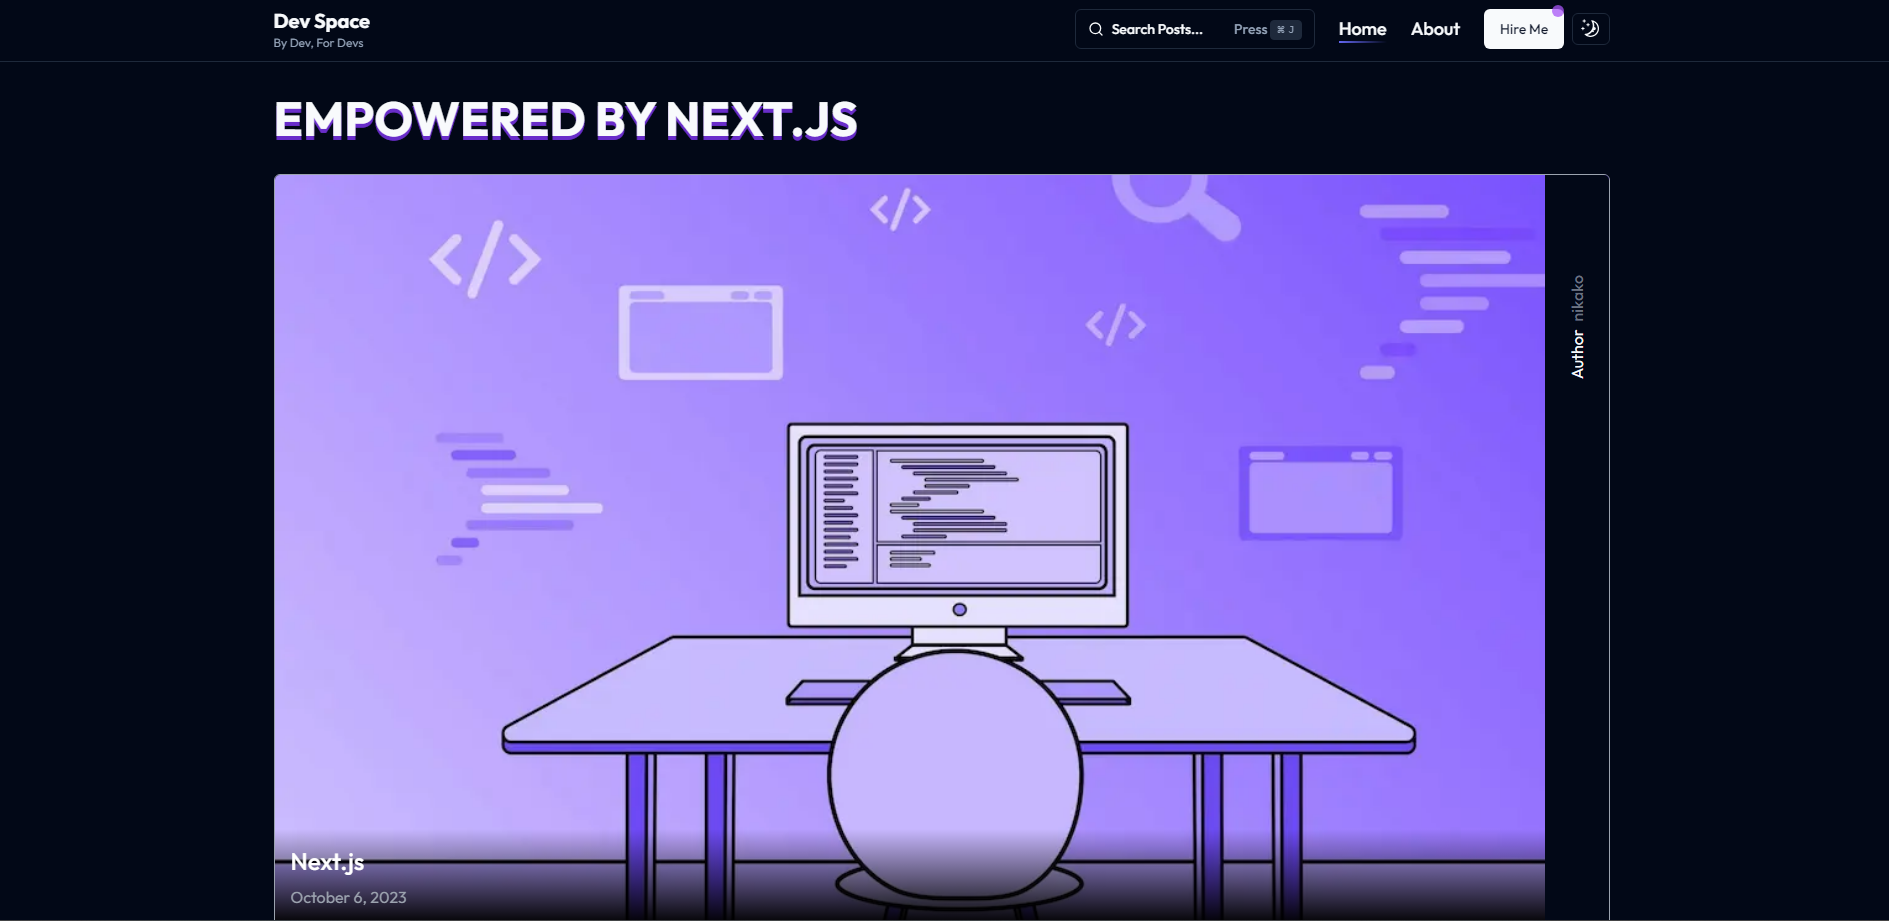 Dev Space
By Dev, For Devs
Search Posts...
Press ⌘ J
Home
About
Hire Me
EMPOWERED BY NEXT.JS
Author nikako
Next.js
October 6, 2023